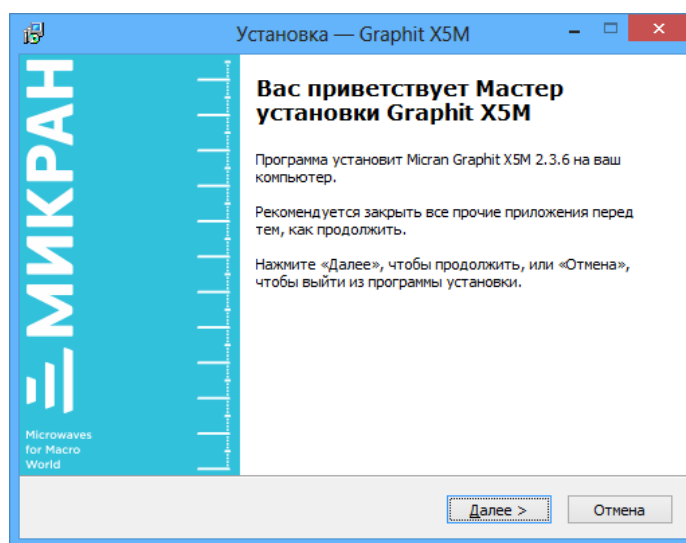 Установка — Graphit X5M
МИКРАН
Microwaves
for Macro
World
Вас приветствует Мастер
установки Graphit X5M
Программа установит Micran Graphit X5M 2.3.6 на ваш
компьютер.
Рекомендуется закрыть все прочие приложения перед
тем, как продолжить.
Нажмите «Далее», чтобы продолжить, или «Отмена»,
чтобы выйти из программы установки.
Далее >
Отмена